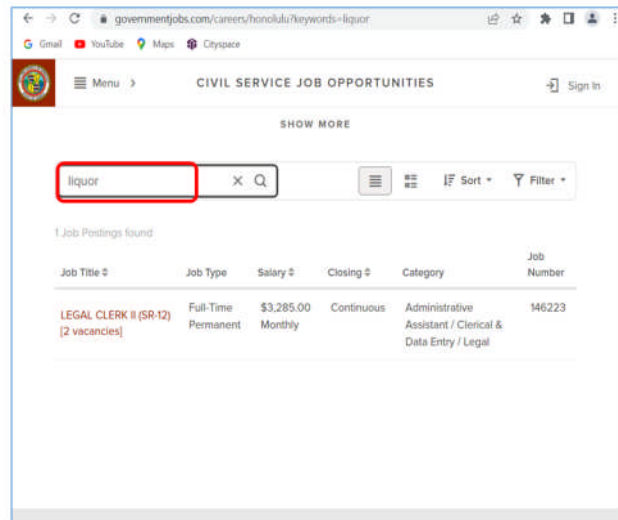 governmentjobs.com/careers/honolulu?keywords=liquor
Gmail YouTube Maps Cityspace
Menu > CIVIL SERVICE JOB OPPORTUNITIES Sign In
SHOW MORE
liquor Sort Filter
1 Job Postings found
Job Title Job Type Salary Closing Category Job Number
LEGAL CLERK II (SR-12) Full-Time $3,285.00 Continuous Administrative 146223
[2 vacancies] Permanent Monthly Assistant / Clerical &
Data Entry / Legal